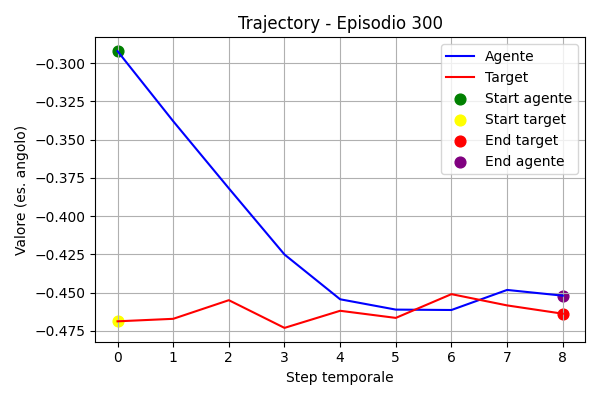 Trajectory - Episodio 300
Agente
Target
Start agente
Start target
End target
End agente
Valore (es. angolo)
−0.300
−0.325
−0.350
−0.375
−0.400
−0.425
−0.450
−0.475
0 1 2 3 4 5 6 7 8
Step temporale